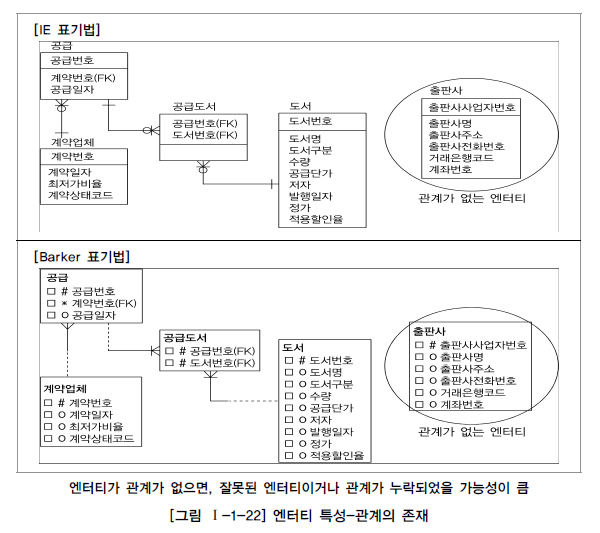 [IE 표기법]
공급
공급번호
계약번호(FK)
공급일자
계약업체
계약번호
계약일자
최저가비율
계약상태코드
공급도서
공급번호(FK)
도서번호(FK)
도서
도서번호
도서명
도서구분
수량
공급단가
저자
발행일자
정가
적용할인율
출판사
출판사사업자번호
출판사명
출판사주소
출판사전화번호
거래은행코드
계좌번호
관계가 없는 엔터티
[Barker 표기법]
공급
□ # 공급번호
□ * 계약번호(FK)
□ O 공급일자
계약업체
□ # 계약번호
□ O 계약일자
□ O 최저가비율
□ O 계약상태코드
공급도서
□ # 공급번호(FK)
□ # 도서번호(FK)
도서
□ # 도서번호
□ O 도서명
□ O 도서구분
□ O 수량
□ O 공급단가
□ O 저자
□ O 발행일자
□ O 정가
□ O 적용할인율
출판사
□ # 출판사사업자번호
□ O 출판사명
□ O 출판사주소
□ O 출판사전화번호
□ O 거래은행코드
□ O 계좌번호
관계가 없는 엔터티
엔터티가 관계가 없으면, 잘못된 엔터티이거나 관계가 누락되었을 가능성이 큼
[그림 Ⅰ-1-22] 엔터티 특성-관계의 존재